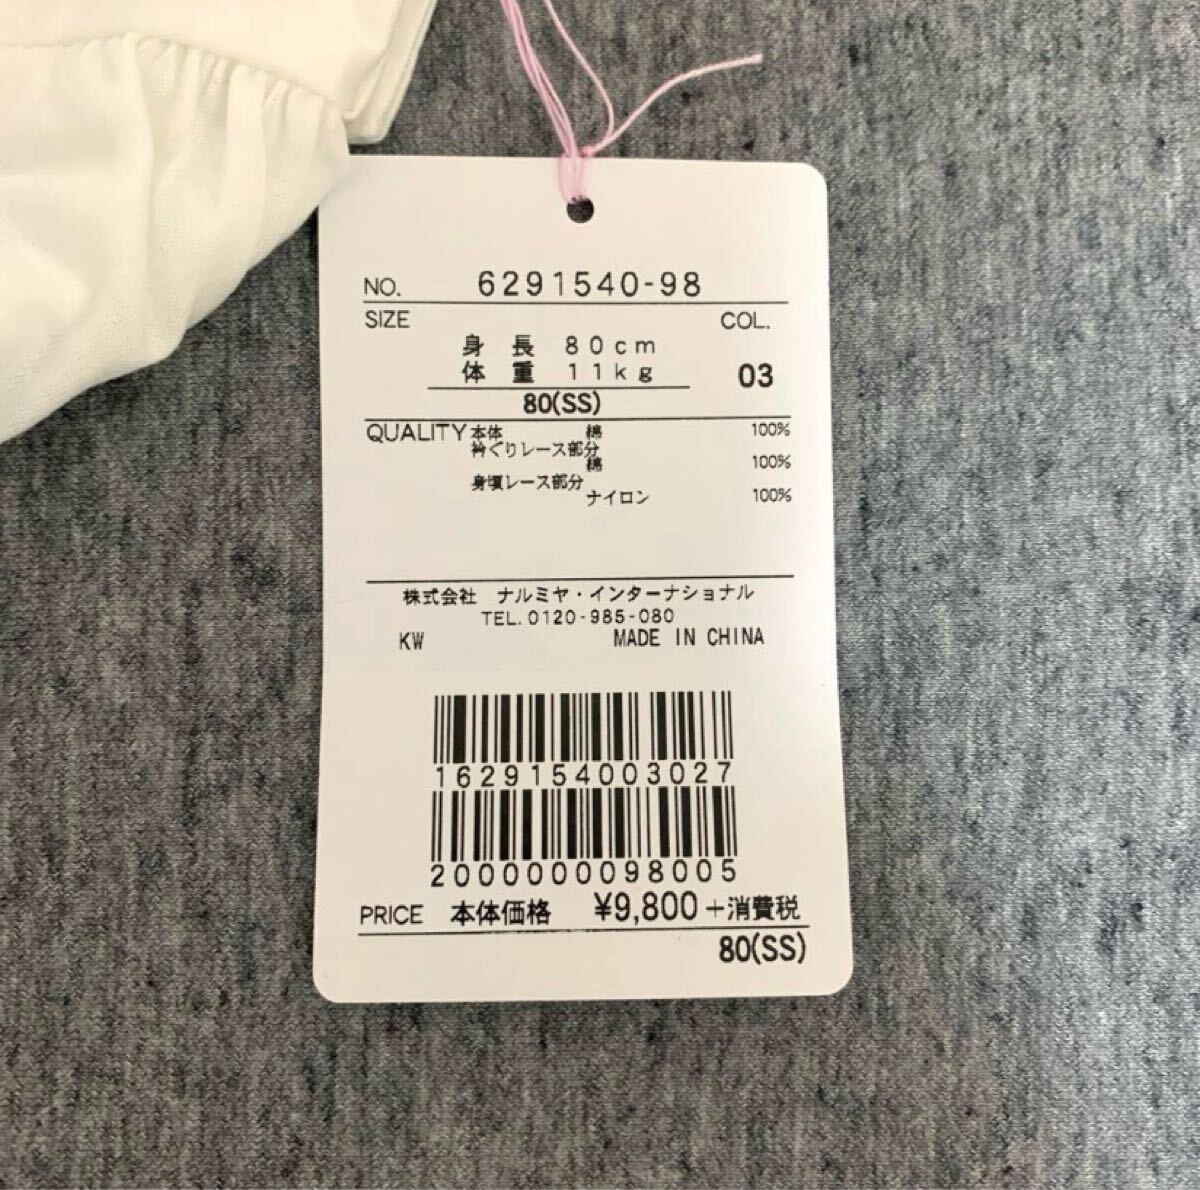 NO. 6291540-98
SIZE COL.
身長 80cm
体重 11kg 03
80(SS)
QUALITY 本体 綿 100%
衿ぐりレース部分
綿 100%
身頃レース部分
ナイロン 100%
株式会社 ナルミヤ・インターナショナル
TEL.0120-985-080
KW MADE IN CHINA
1629154003027
2000000098005
PRICE 本体価格 ¥9,800+消費税
80(SS)